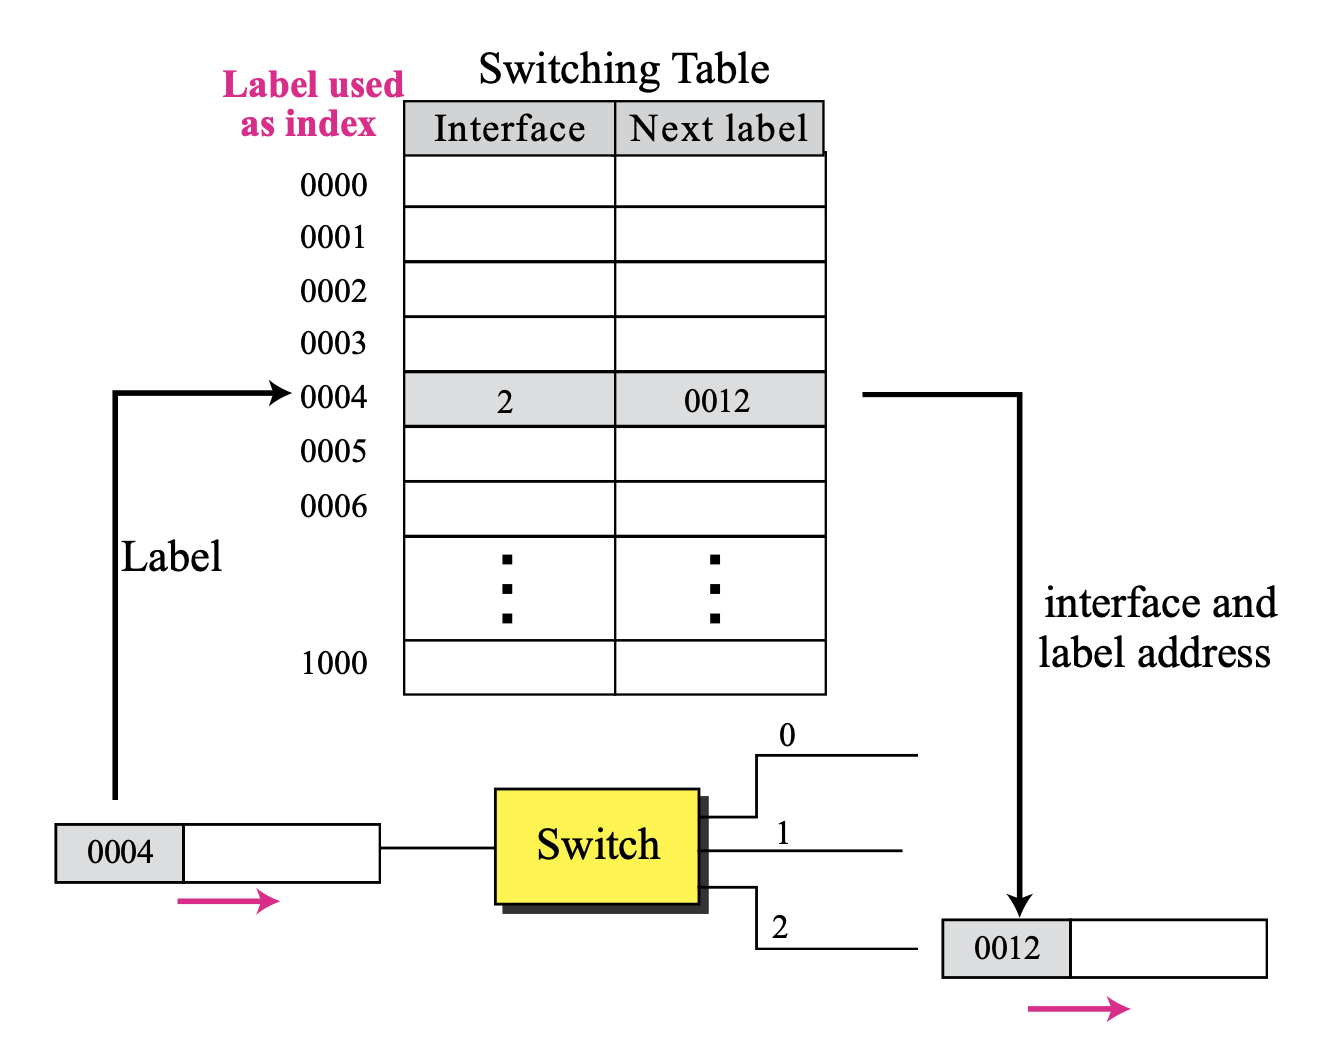 Switching Table
Label used
as index
Interface Next label
0000
0001
0002
0003
0004 2 0012
0005
0006
1000
Label
interface and
label address
0
1
2
0004
Switch
0012